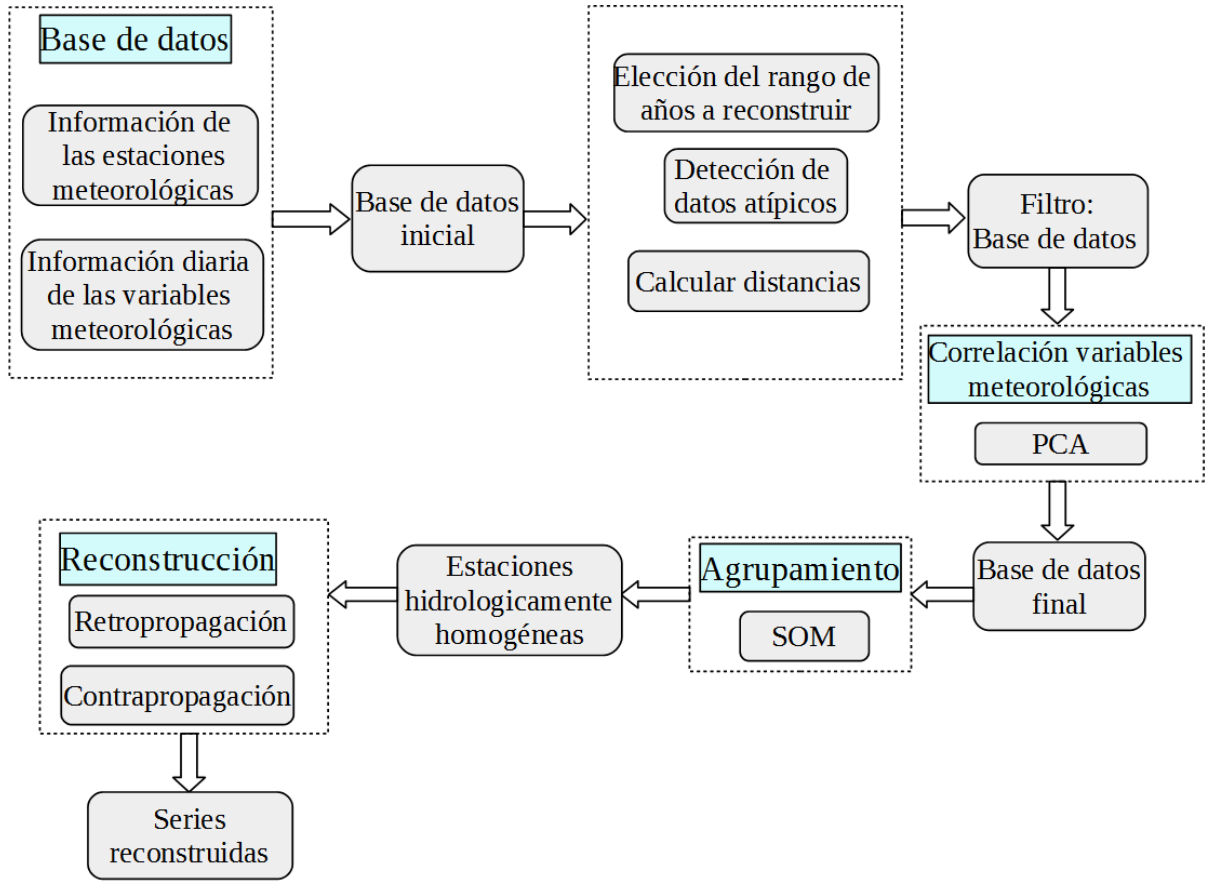 Base de datos
Información de
las estaciones
meteorológicas
Información diaria
de las variables
meteorológicas
Base de datos
inicial
Elección del rango de
años a reconstruir
Detección de
datos atípicos
Calcular distancias
Filtro:
Base de datos
Correlación variables
meteorológicas
PCA
Base de datos
final
Agrupamiento
SOM
Estaciones
hidrologicamente
homogéneas
Reconstrucción
Retropropagación
Contrapropagación
Series
reconstruidas